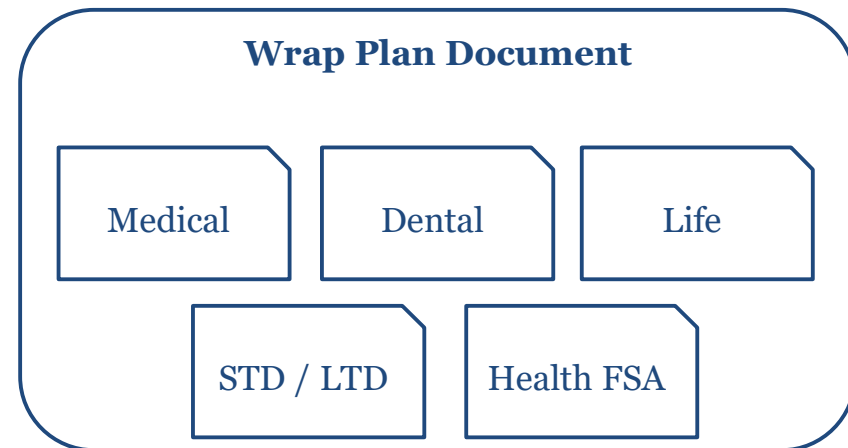 Wrap Plan Document
Medical
Dental
Life
STD / LTD
Health FSA